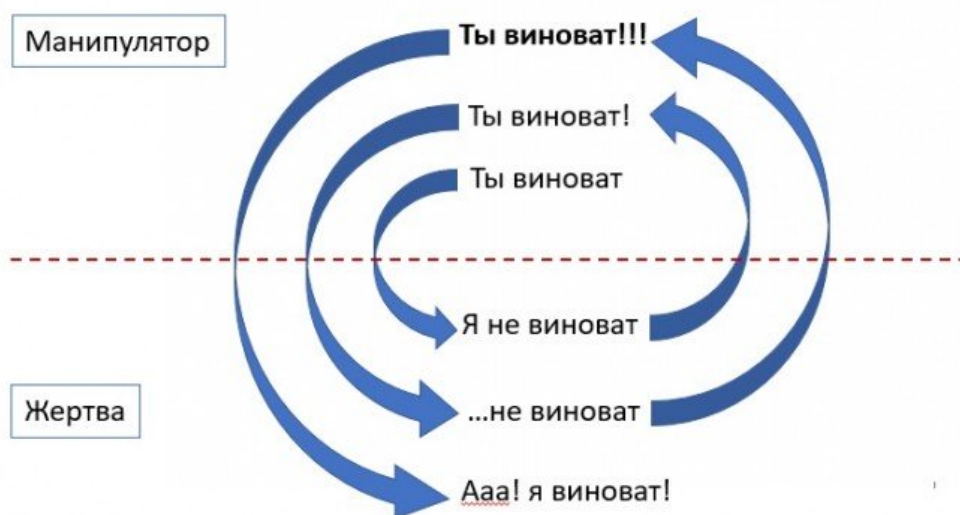 Манипулятор
Ты виноват!!!
Ты виноват!
Ты виноват
Я не виноват
Жертва
...не виноват
Ааа! я виноват!